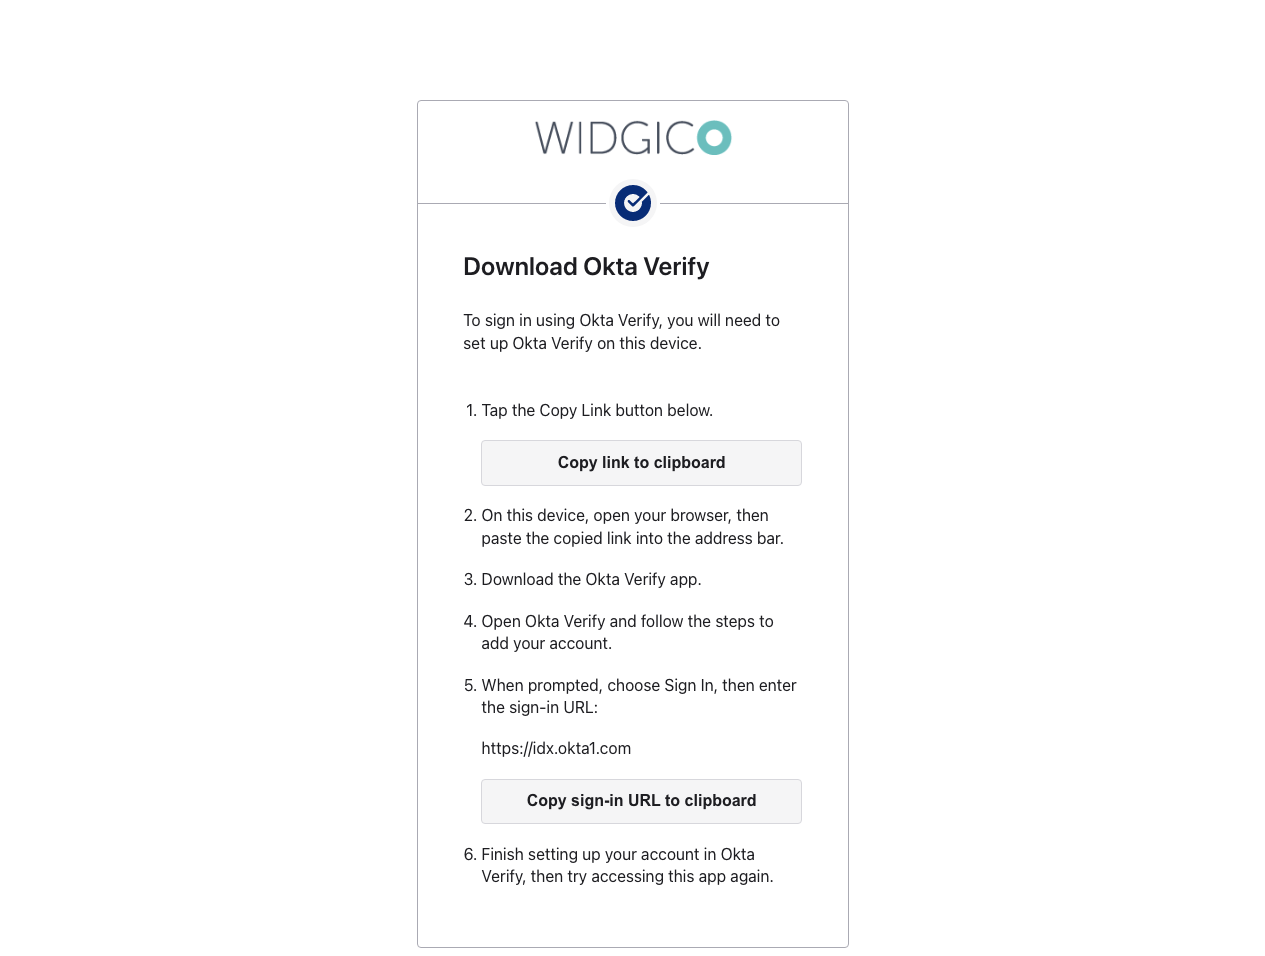 WIDGICO
Download Okta Verify
To sign in using Okta Verify, you will need to
set up Okta Verify on this device.
1. Tap the Copy Link button below.
Copy link to clipboard
2. On this device, open your browser, then
paste the copied link into the address bar.
3. Download the Okta Verify app.
4. Open Okta Verify and follow the steps to
add your account.
5. When prompted, choose Sign In, then enter
the sign-in URL:
https://idx.okta1.com
Copy sign-in URL to clipboard
6. Finish setting up your account in Okta
Verify, then try accessing this app again.